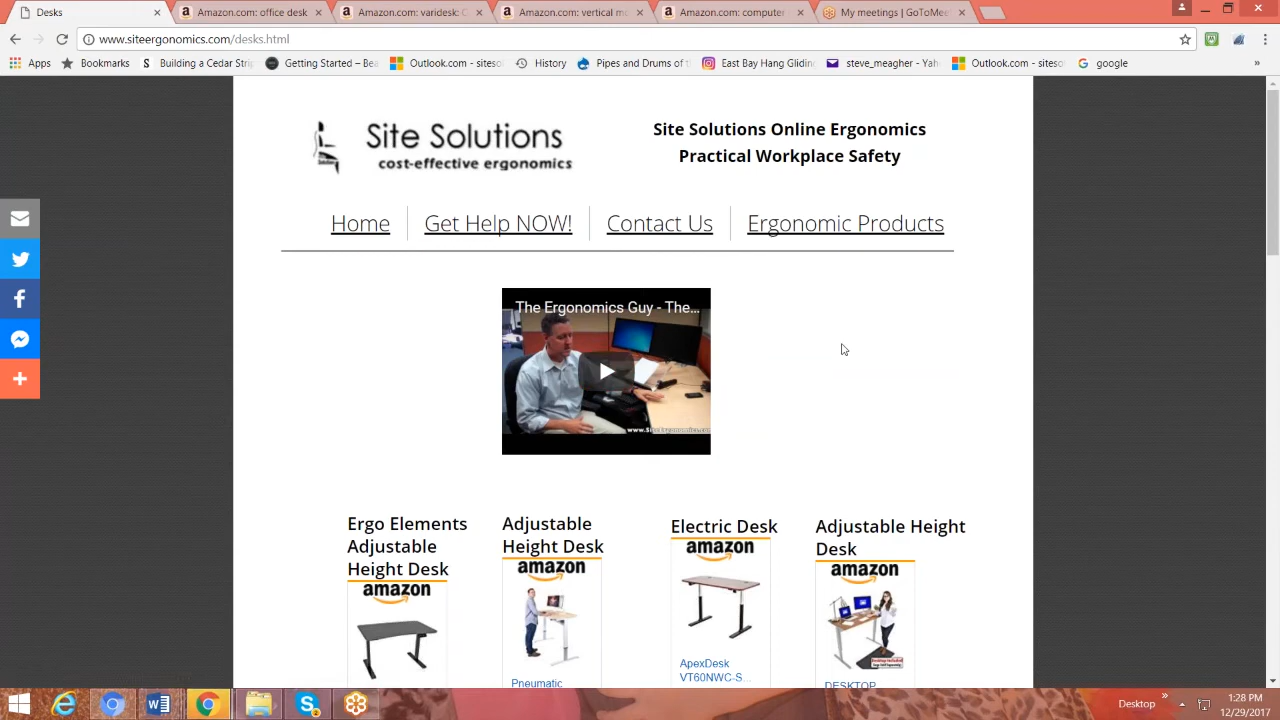 Desks
Amazon.com: office desk
Amazon.com: varidesk: C
Amazon.com: vertical mo
Amazon.com: computer
My meetings | GoToMee
www.siteergonomics.com/desks.html
Apps
Bookmarks
Building a Cedar Strip
Getting Started – Bea
Outlook.com - siteso
History
Pipes and Drums of t
East Bay Hang Gliding
steve_meagher - Yah
Outlook.com - siteso
google
Site Solutions
cost-effective ergonomics
Site Solutions Online Ergonomics
Practical Workplace Safety
Home
Get Help NOW!
Contact Us
Ergonomic Products
The Ergonomics Guy - The...
Ergo Elements
Adjustable
Height Desk
amazon
Adjustable
Height Desk
amazon
Pneumatic
Electric Desk
amazon
ApexDesk
VT60NWC-S...
Adjustable Height
Desk
amazon
DESKTOP
Desktop
1:28 PM
12/29/2017